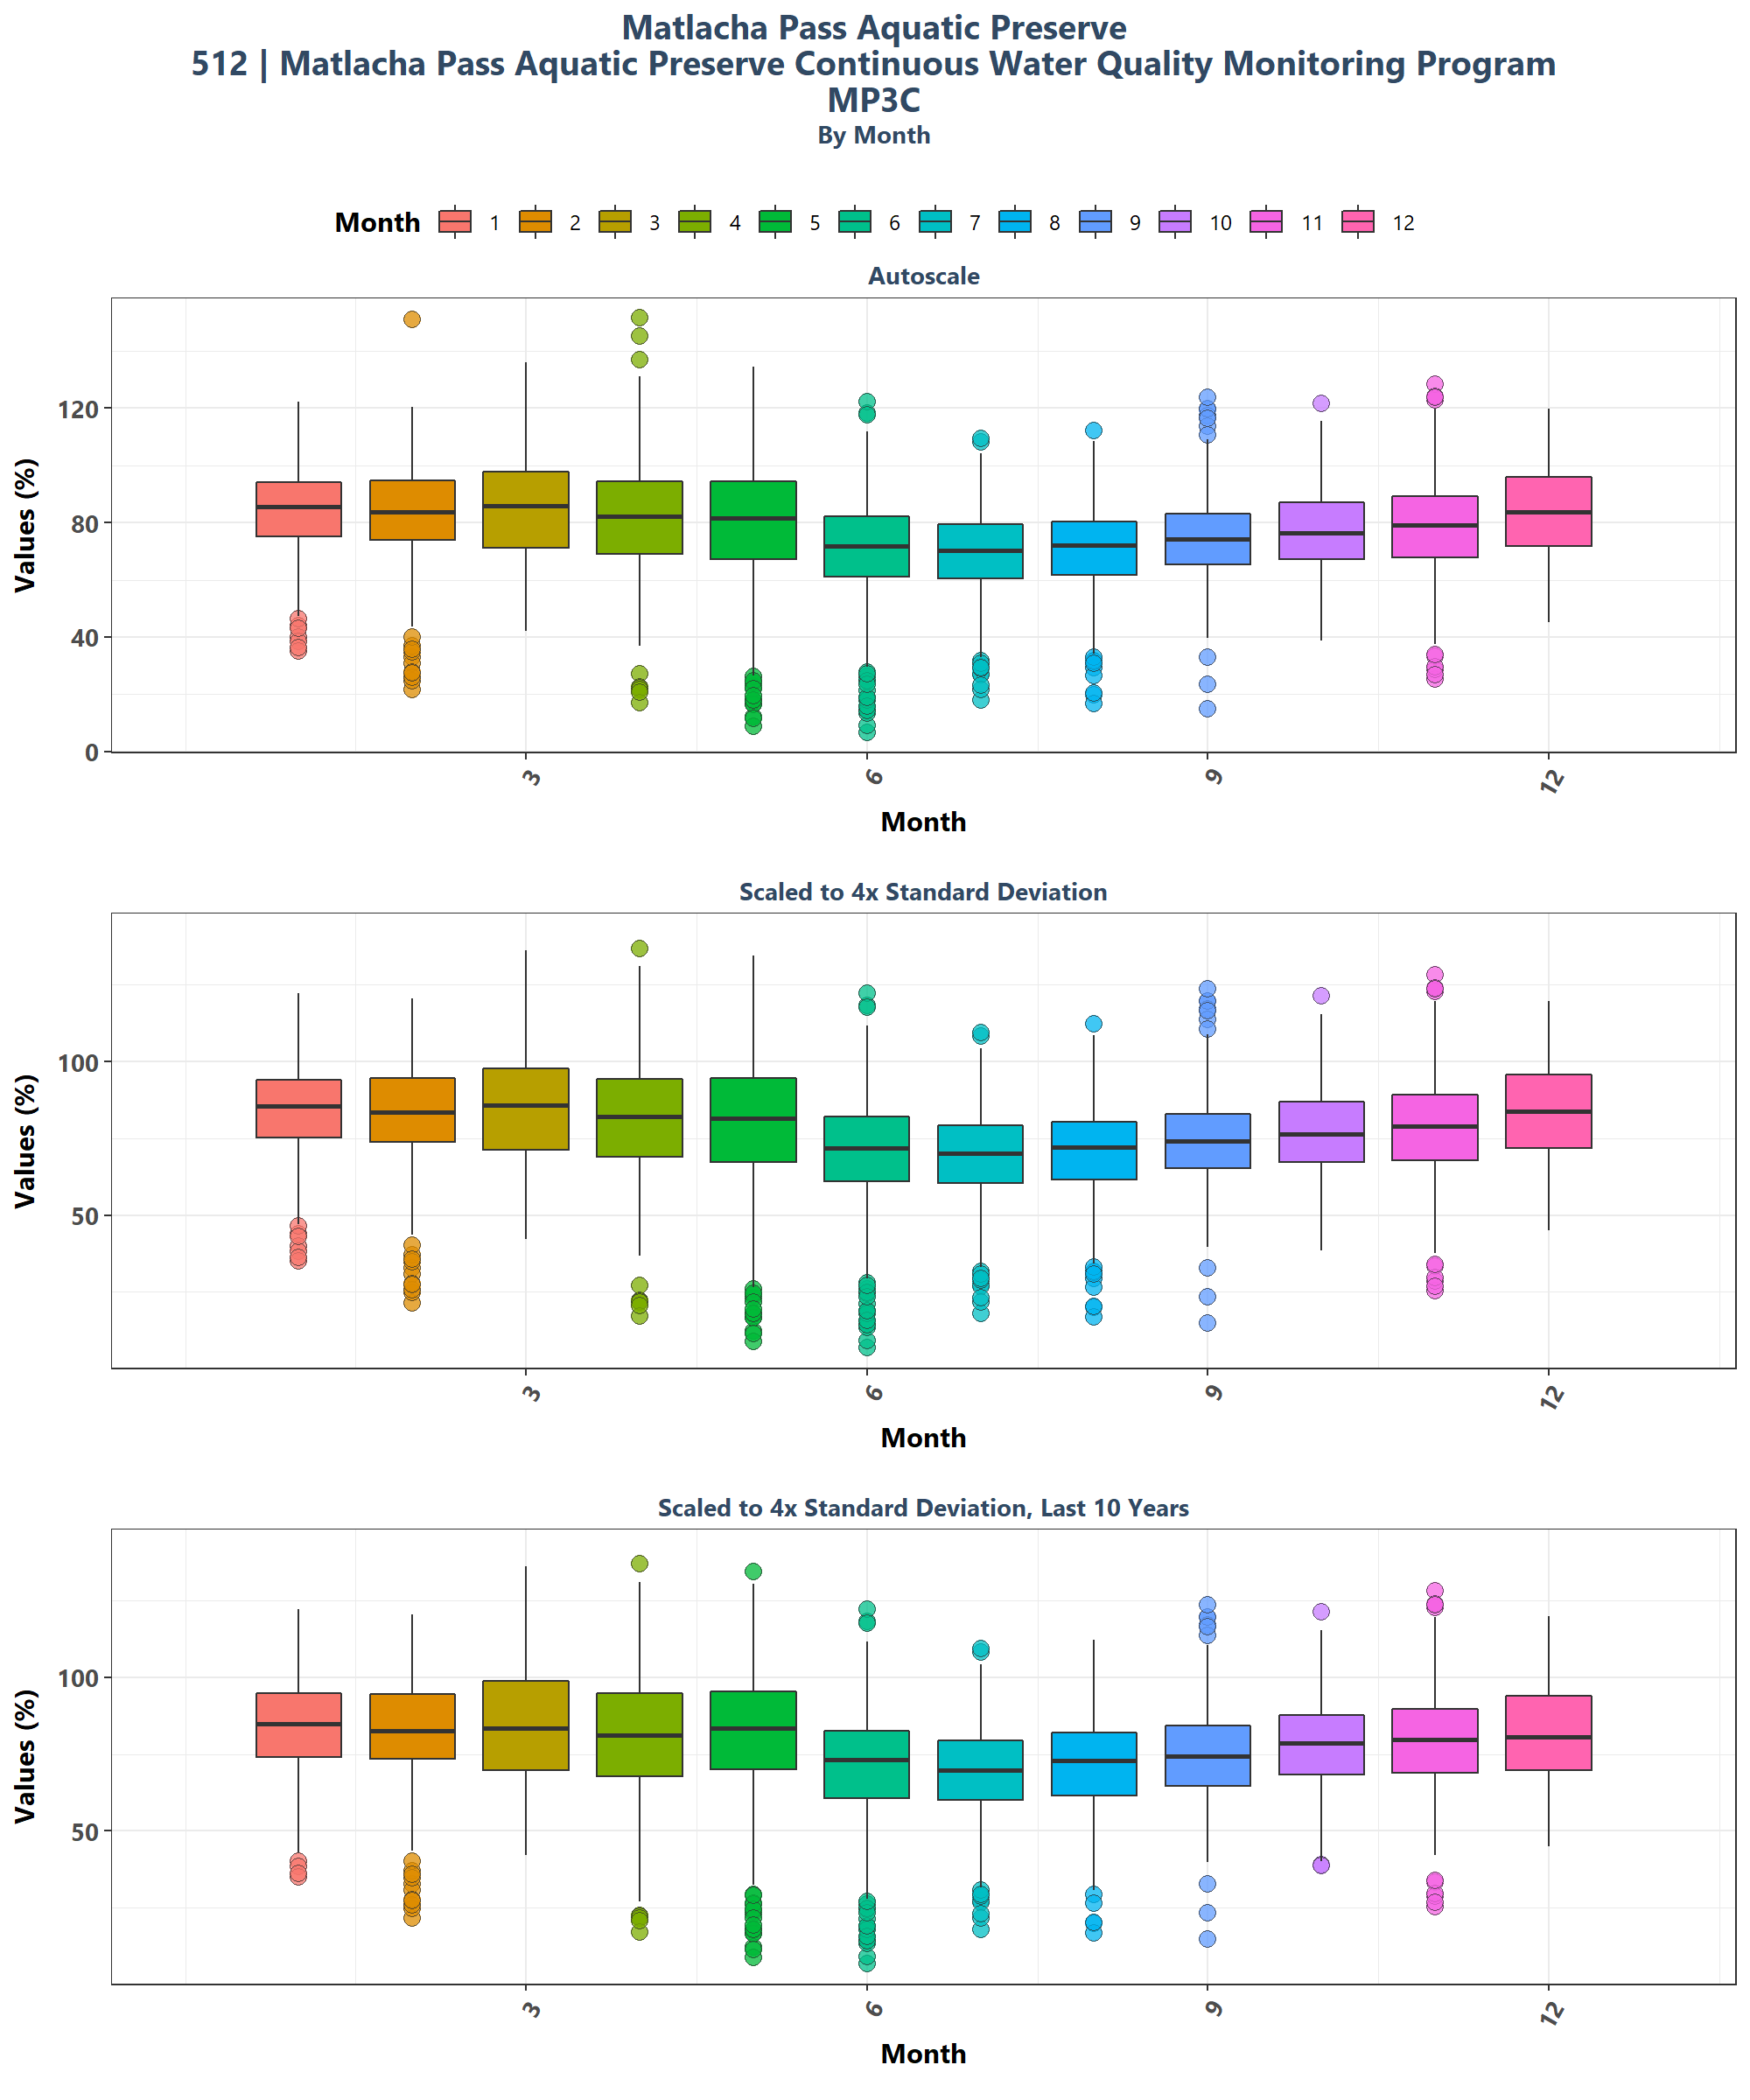 Matlacha Pass Aquatic Preserve
512 | Matlacha Pass Aquatic Preserve Continuous Water Quality Monitoring Program
MP3C
By Month
Month 1 2 3 4 5 6 7 8 9 10 11 12
Autoscale
Values (%)
120
80
40
0
3 6 9 12
Month
Scaled to 4x Standard Deviation
Values (%)
100
50
3 6 9 12
Month
Scaled to 4x Standard Deviation, Last 10 Years
Values (%)
100
50
3 6 9 12
Month